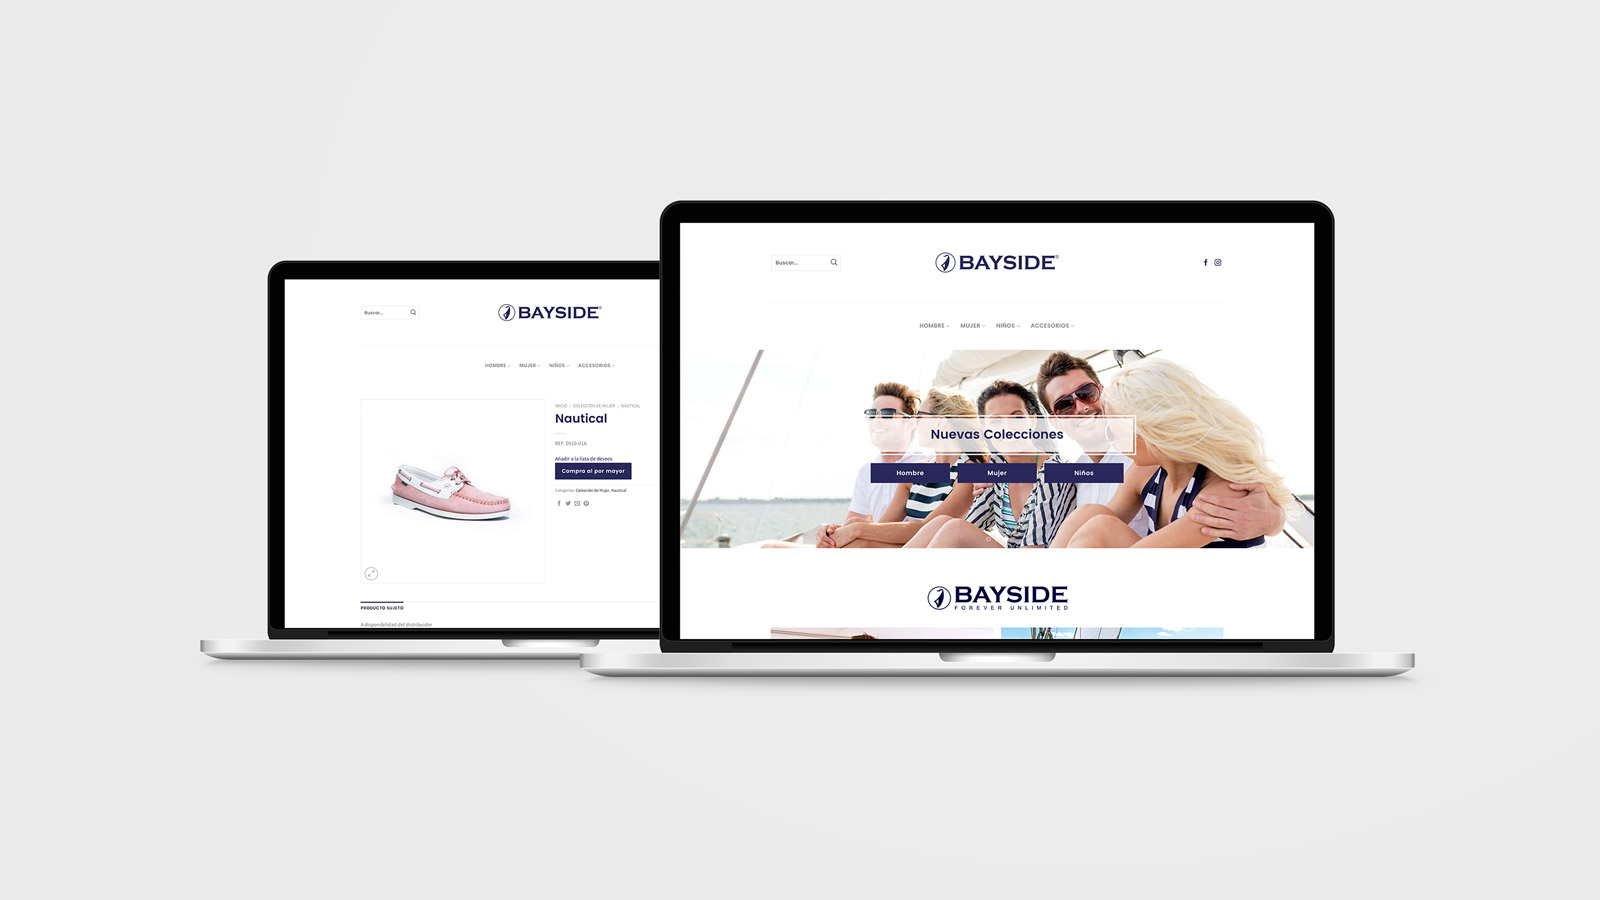 Buscar...
BAYSIDE®
HOMBRE
MUJER
NIÑOS
ACCESORIOS
INICIO / COLECCIÓN DE MUJER / NAUTICAL
Nautical
REF: D010-01A
Añadir a la lista de deseos
Compra al por mayor
Categorías: Colección de Mujer, Nautical
PRODUCTO SUJETO
A disponibilidad del distribuidor
Buscar...
BAYSIDE®
HOMBRE
MUJER
NIÑOS
ACCESORIOS
Nuevas Colecciones
Hombre
Mujer
Niños
BAYSIDE
FOREVER UNLIMITED